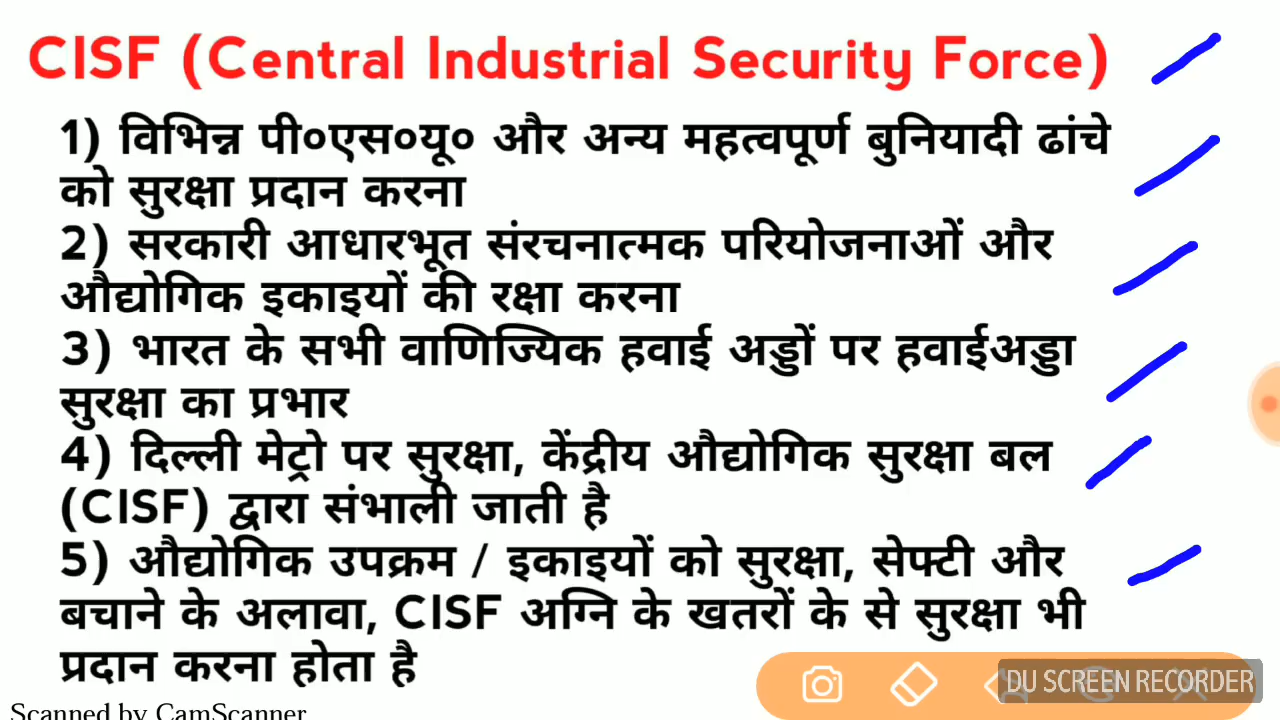 CISF (Central Industrial Security Force)
1) विभिन्न पी०एस०यू० और अन्य महत्वपूर्ण बुनियादी ढांचे
को सुरक्षा प्रदान करना
2) सरकारी आधारभूत संरचनात्मक परियोजनाओं और
औद्योगिक इकाइयों की रक्षा करना
3) भारत के सभी वाणिज्यिक हवाई अड्डों पर हवाईअड्डा
सुरक्षा का प्रभार
4) दिल्ली मेट्रो पर सुरक्षा, केंद्रीय औद्योगिक सुरक्षा बल
(CISF) द्वारा संभाली जाती है
5) औद्योगिक उपक्रम / इकाइयों को सुरक्षा, सेफ्टी और
बचाने के अलावा, CISF अग्नि के खतरों के से सुरक्षा भी
प्रदान करना होता है
DU SCREEN RECORDER
Scanned by CamScanner